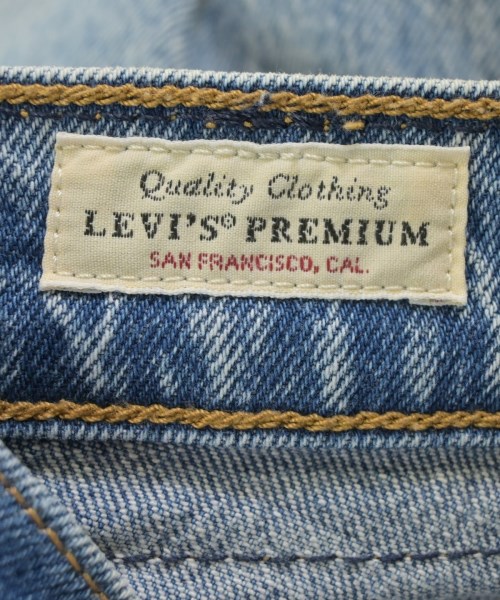 Quality Clothing
LEVI'S® PREMIUM
SAN FRANCISCO, CAL.